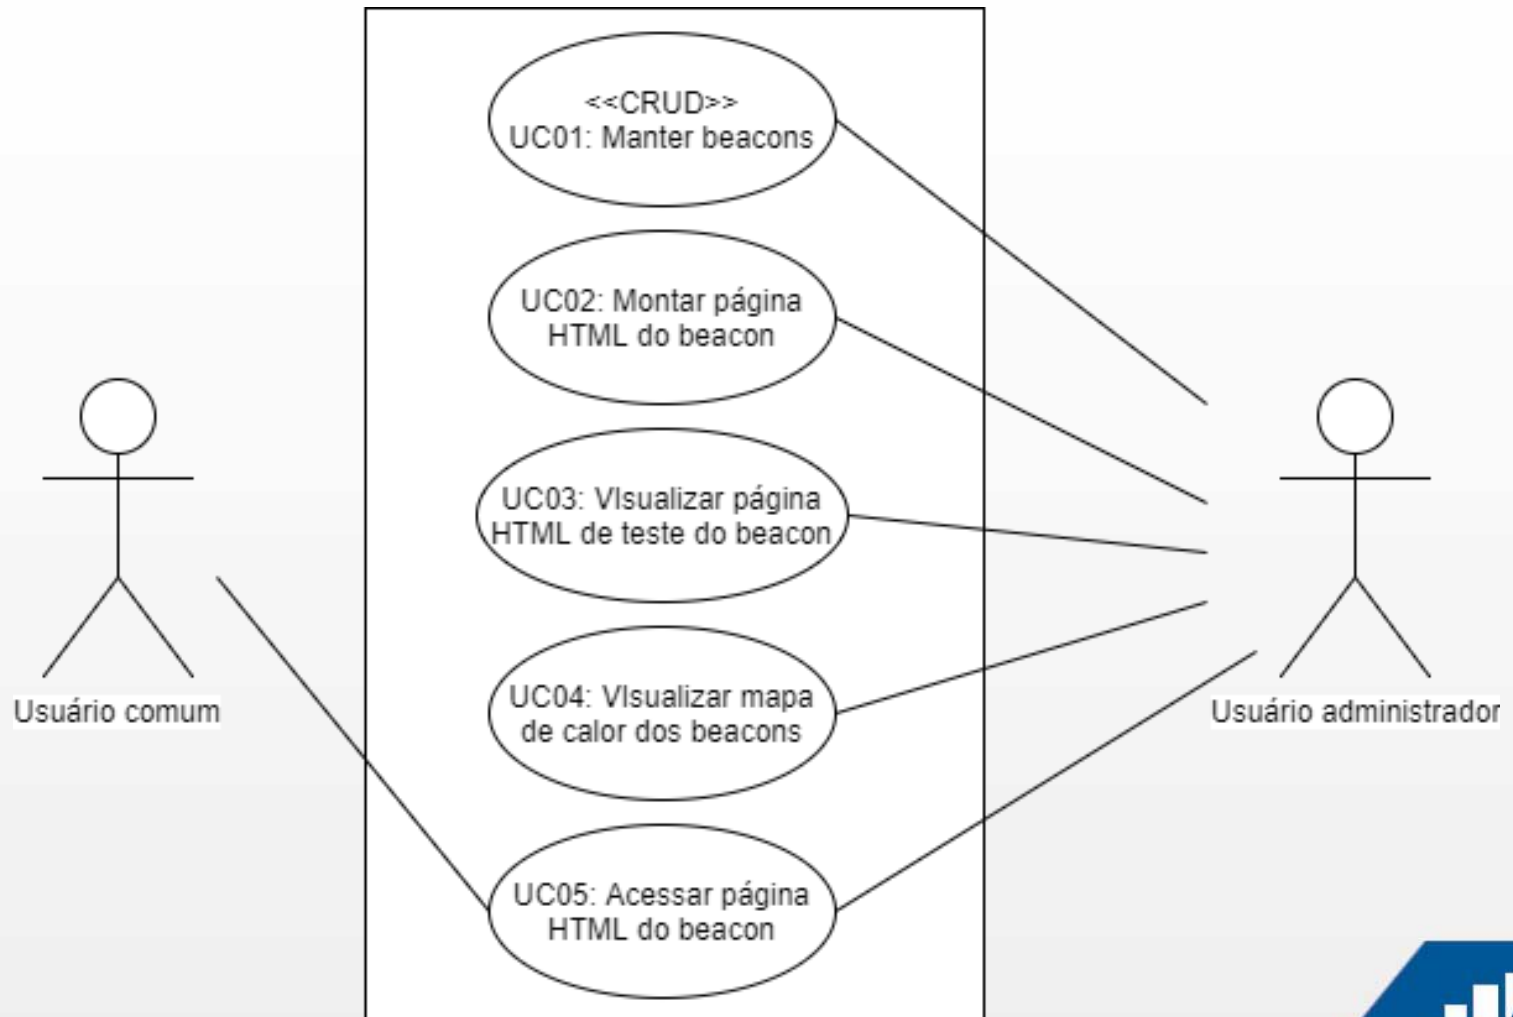 <<CRUD>>
UC01: Manter beacons
UC02: Montar página
HTML do beacon
UC03: VIsualizar página
HTML de teste do beacon
UC04: VIsualizar mapa
de calor dos beacons
UC05: Acessar página
HTML do beacon
Usuário comum
Usuário administrador